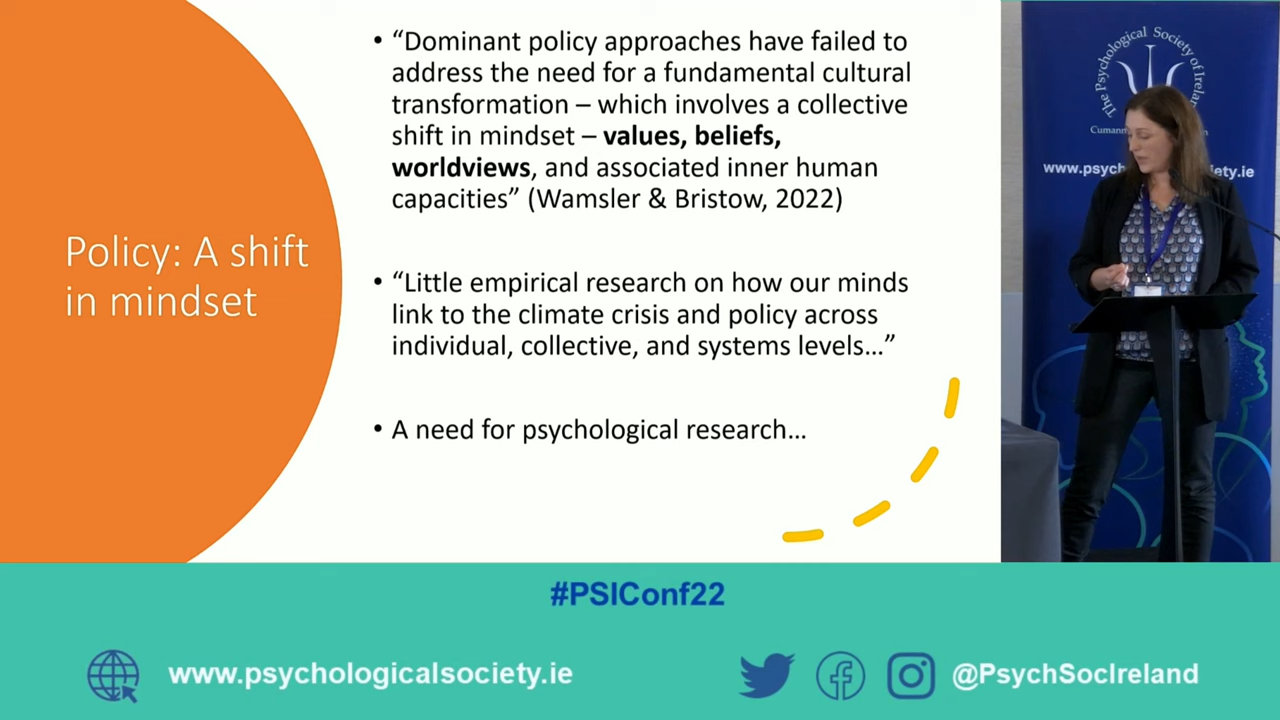 Policy: A shift
in mindset
• “Dominant policy approaches have failed to
address the need for a fundamental cultural
transformation – which involves a collective
shift in mindset – values, beliefs,
worldviews, and associated inner human
capacities” (Wamsler & Bristow, 2022)
• “Little empirical research on how our minds
link to the climate crisis and policy across
individual, collective, and systems levels…”
• A need for psychological research…
The Psychological Society of Ireland
Cumann
www.psych
ety.ie
#PSIConf22
www.psychologicalsociety.ie
@PsychSocIreland